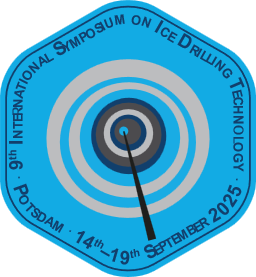 9th International Symposium on Ice Drilling Technology
· Potsdam · 14th–19th September 2025 ·